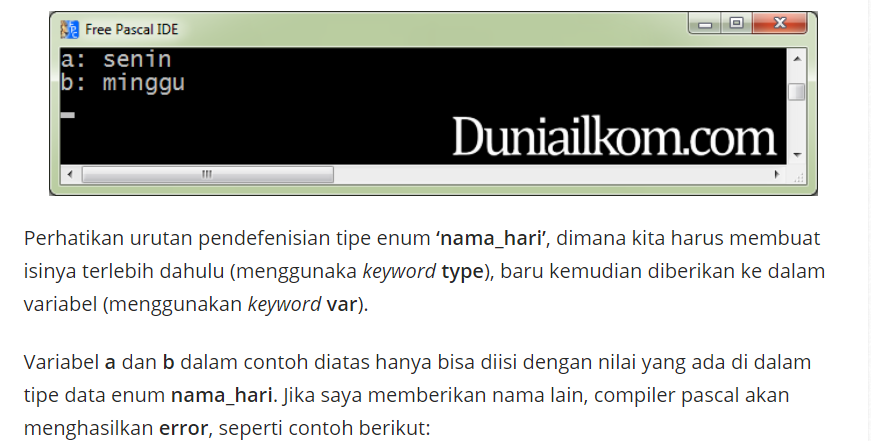 Free Pascal IDE
a: senin
b: minggu
Duniailkom.com
Perhatikan urutan pendefenisian tipe enum ‘nama_hari’, dimana kita harus membuat
isinya terlebih dahulu (menggunaka keyword type), baru kemudian diberikan ke dalam
variabel (menggunakan keyword var).
Variabel a dan b dalam contoh diatas hanya bisa diisi dengan nilai yang ada di dalam
tipe data enum nama_hari. Jika saya memberikan nama lain, compiler pascal akan
menghasilkan error, seperti contoh berikut: